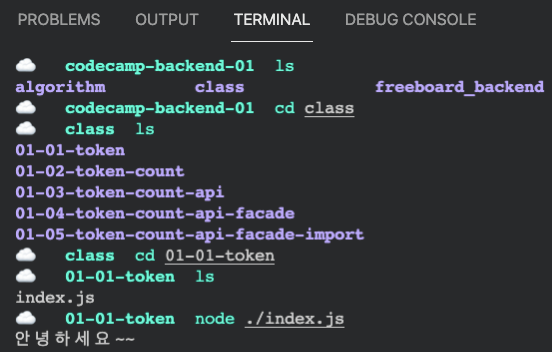 PROBLEMS OUTPUT TERMINAL DEBUG CONSOLE
codecamp-backend-01 ls
algorithm class freeboard_backend
codecamp-backend-01 cd class
class ls
01-01-token
01-02-token-count
01-03-token-count-api
01-04-token-count-api-facade
01-05-token-count-api-facade-import
class cd 01-01-token
01-01-token ls
index.js
01-01-token node ./index.js
안녕하세요~~